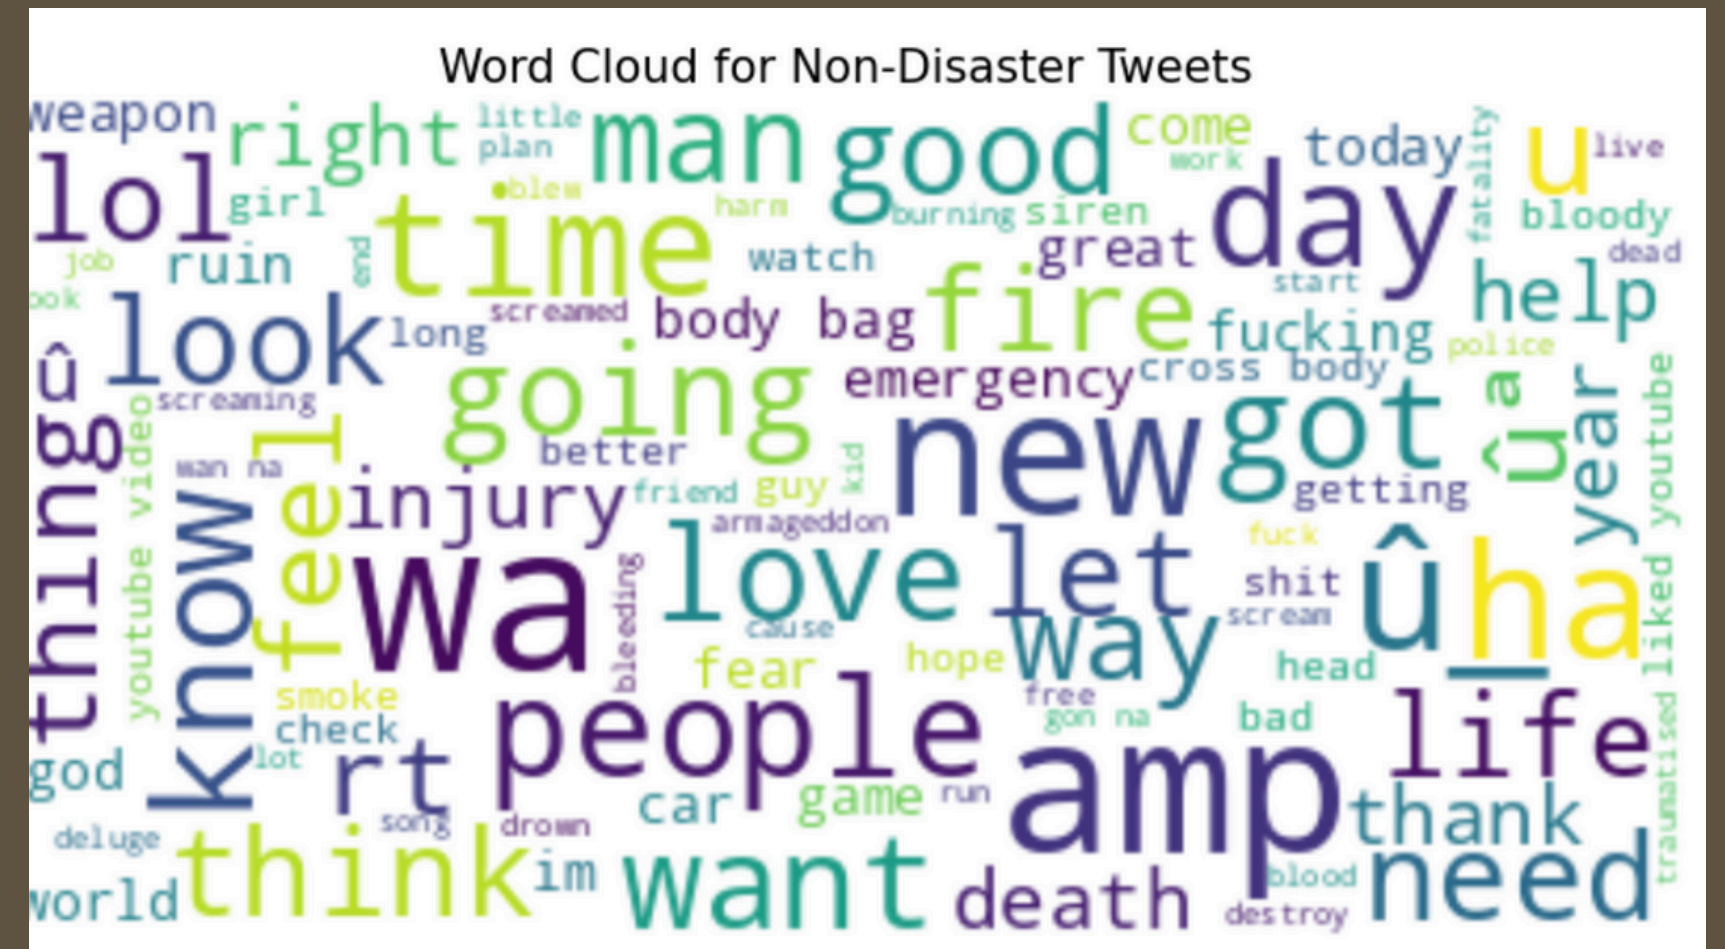 Word Cloud for Non-Disaster Tweets
weapon right little plan man good come work today fatality u live
lol girl blew time harm burning siren day bloody
job ruin end watch great start dead
ook look long screamed body bag fire fucking help police
û screaming going emergency cross body got û a year
thing youtube video wan na feel better new getting liked youtube
know injury friend guy kid armageddon fuck
wa bleeding love let shit û_ ha
cause way scream
smoke fear hope free head
check people gon na bad life traumatised
god lot rt car game run amp thank
deluge song drown
world think im want death blood destroy need